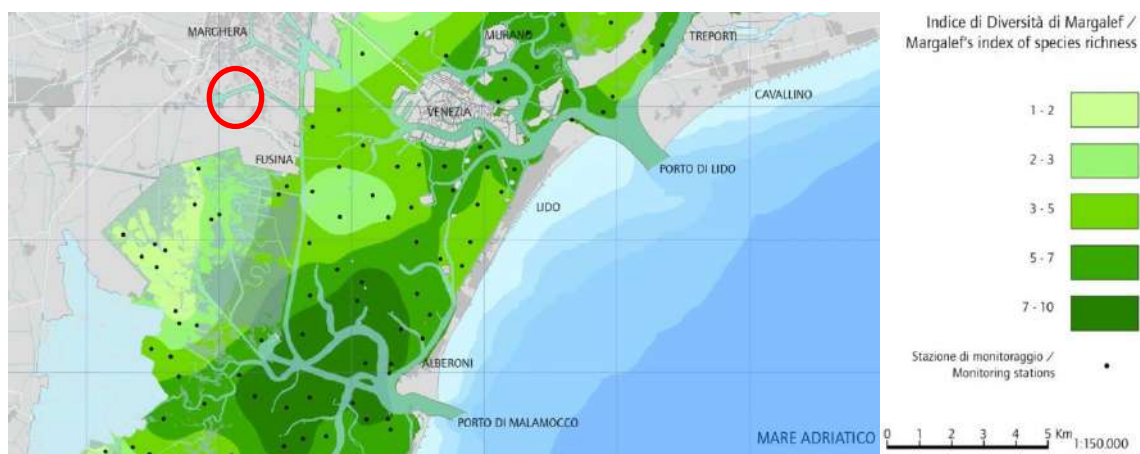 MARGHERA
MURANO
TREPORTI
CAVALLINO
VENEZIA
FUSINA
PORTO DI LIDO
LIDO
ALBERONI
PORTO DI MALAMOCCO
MARE ADRIATICO
Indice di Diversità di Margalef /
Margalef's index of species richness
1 - 2
2 - 3
3 - 5
5 - 7
7 - 10
Stazione di monitoraggio /
Monitoring stations
0 1 2 3 4 5 Km
1:150.000